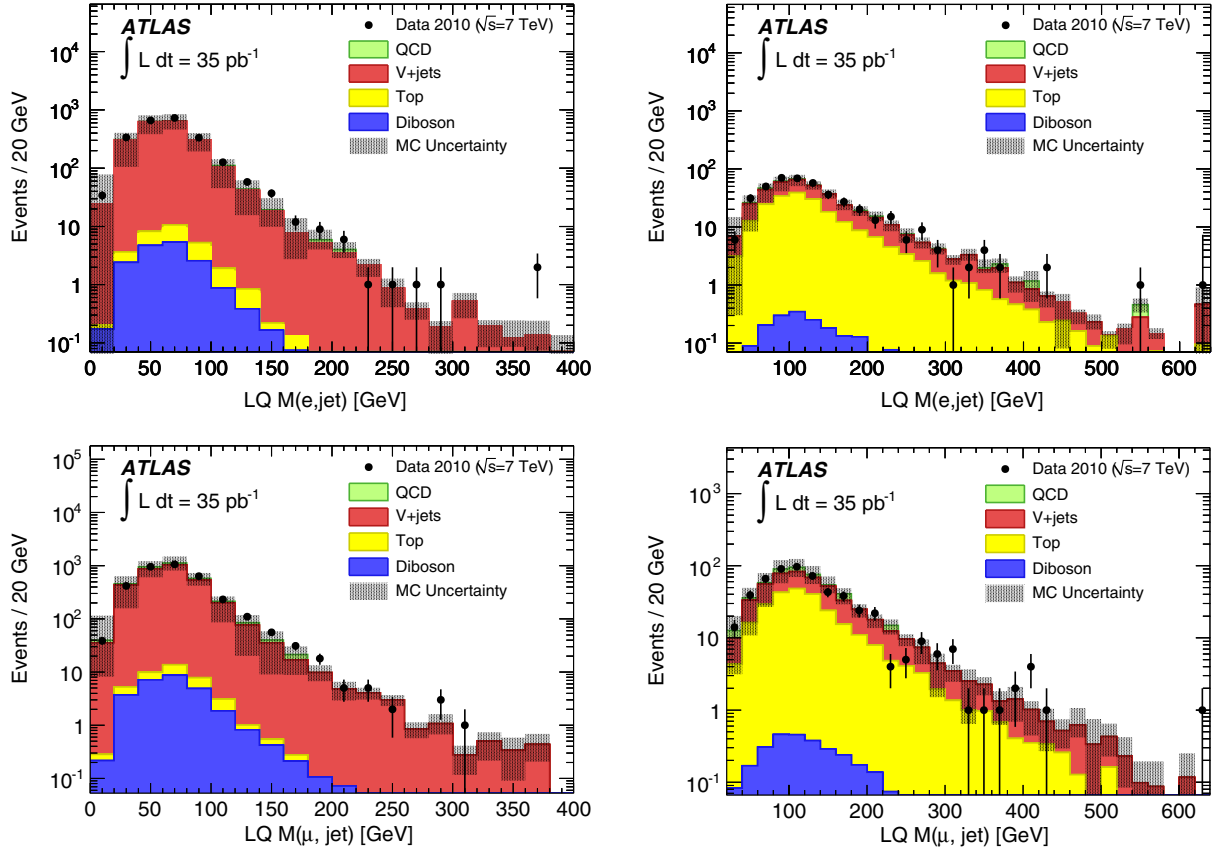 ATLAS
∫ L dt = 35 pb⁻¹
Data 2010 (√s=7 TeV)
QCD
V+jets
Top
Diboson
MC Uncertainty
Events / 20 GeV
10⁴
10³
10²
10
1
10⁻¹
0 50 100 150 200 250 300 350 400
LQ M(e,jet) [GeV]
ATLAS
∫ L dt = 35 pb⁻¹
Data 2010 (√s=7 TeV)
QCD
V+jets
Top
Diboson
MC Uncertainty
Events / 20 GeV
10⁴
10³
10²
10
1
10⁻¹
100 200 300 400 500 600
LQ M(e,jet) [GeV]
ATLAS
∫ L dt = 35 pb⁻¹
Data 2010 (√s=7 TeV)
QCD
V+jets
Top
Diboson
MC Uncertainty
Events / 20 GeV
10⁵
10⁴
10³
10²
10
1
10⁻¹
0 50 100 150 200 250 300 350 400
LQ M(μ, jet) [GeV]
ATLAS
∫ L dt = 35 pb⁻¹
Data 2010 (√s=7 TeV)
QCD
V+jets
Top
Diboson
MC Uncertainty
Events / 20 GeV
10³
10²
10
1
10⁻¹
100 200 300 400 500 600
LQ M(μ, jet) [GeV]